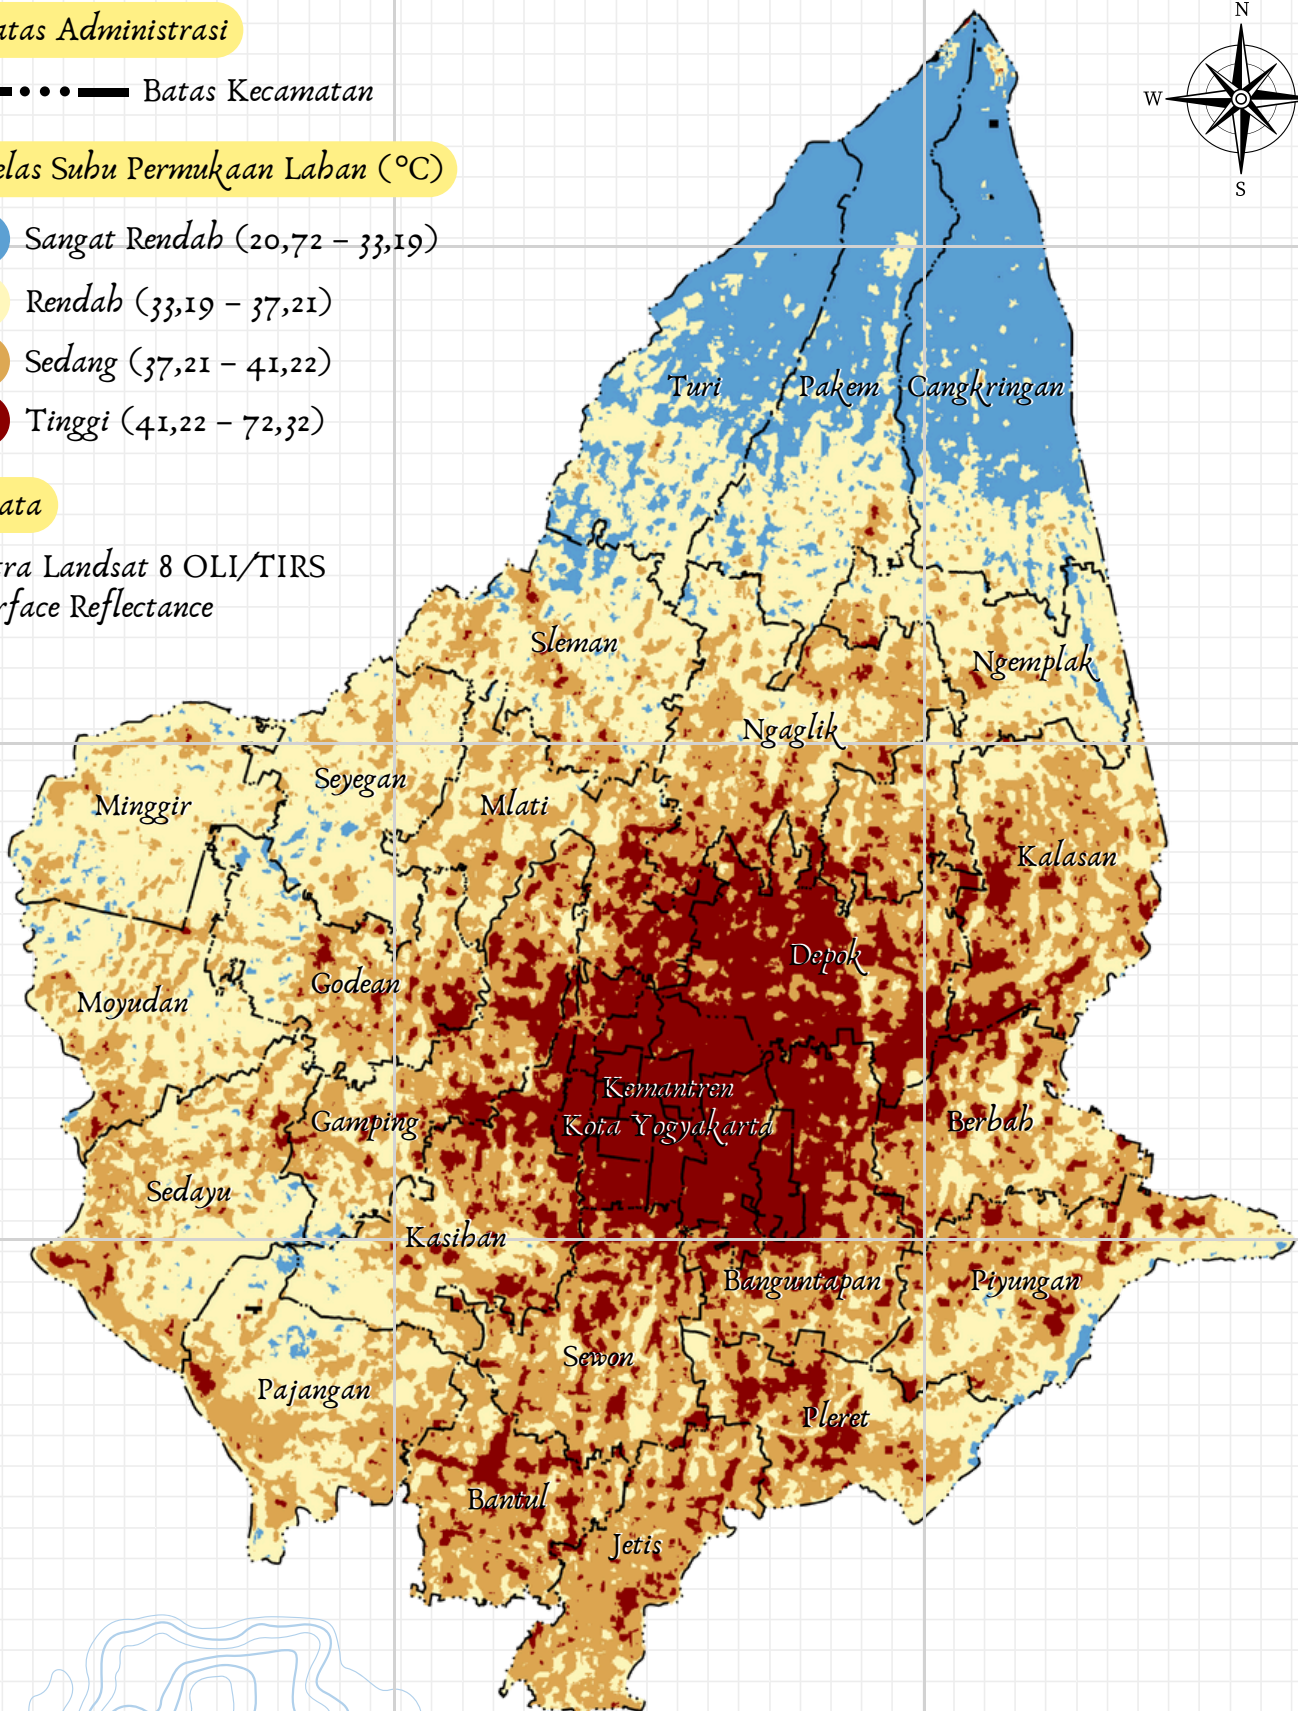 atas Administrasi
Batas Kecamatan
elas Suhu Permukaan Lahan (°C)
Sangat Rendah (20,72 – 33,19)
Rendah (33,19 – 37,21)
Sedang (37,21 – 41,22)
Tinggi (41,22 – 72,32)
ata
tra Landsat 8 OLI/TIRS
rface Reflectance
N
W
S
Turi
Pakem
Cangkringan
Sleman
Ngemplak
Ngaglik
Seyegan
Minggir
Mlati
Kalasan
Depok
Godean
Moyudan
Kemantren
Kota Yogyakarta
Gamping
Berbah
Sedayu
Kasihan
Banguntapan
Piyungan
Sewon
Pajangan
Pleret
Bantul
Jetis